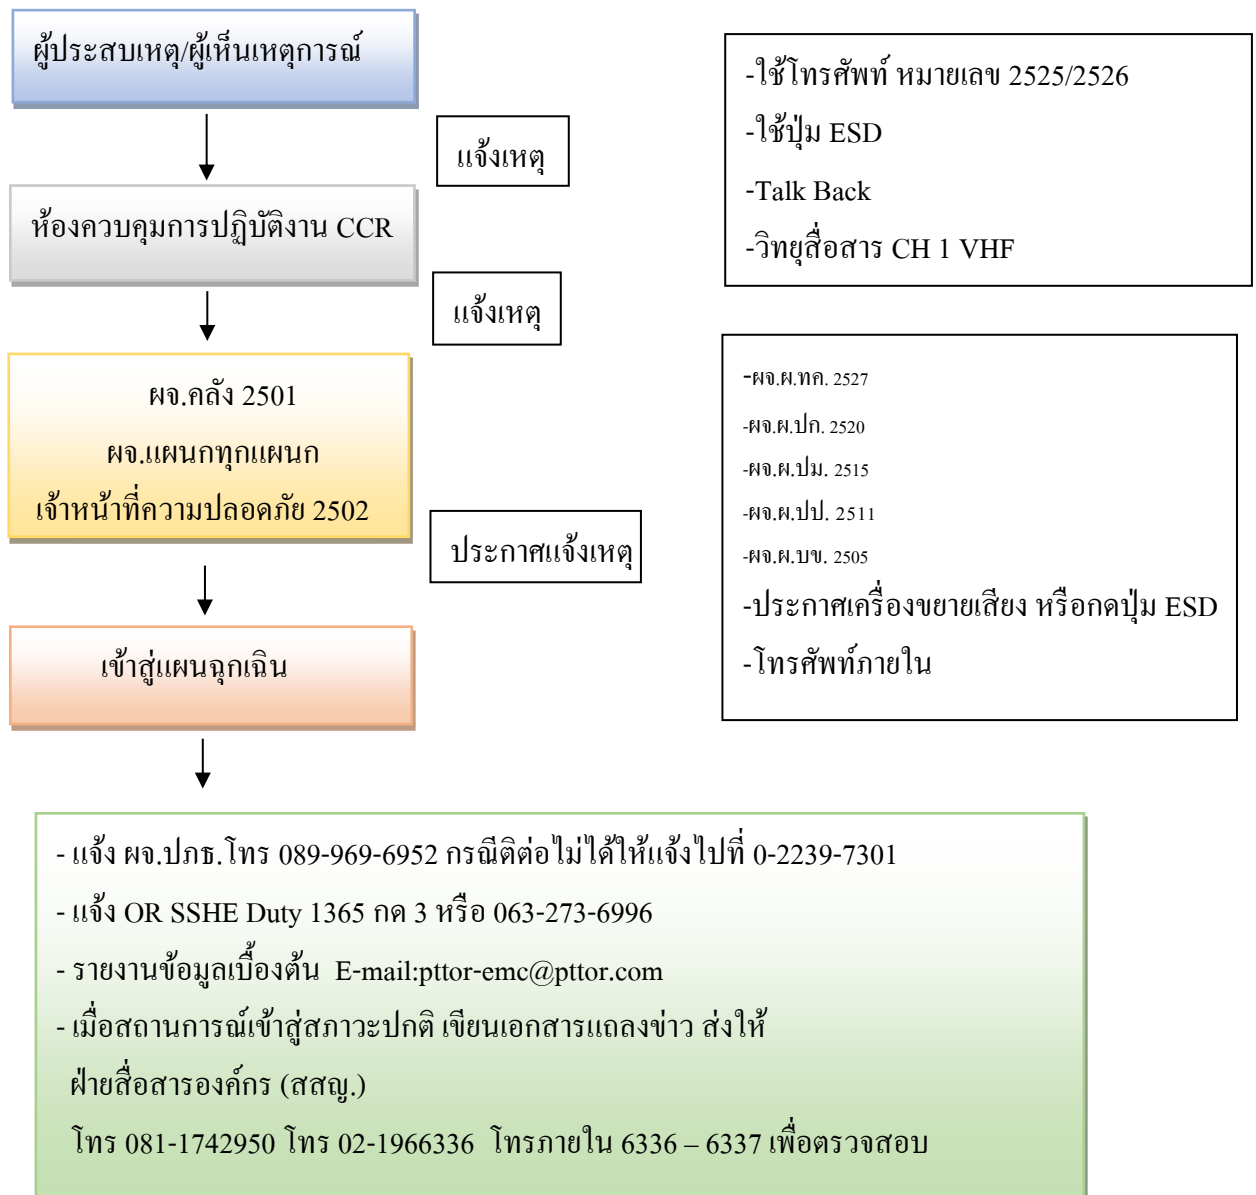 ผู้ประสบเหตุ/ผู้เห็นเหตุการณ์
แจ้งเหตุ
ห้องควบคุมการปฏิบัติงาน CCR
แจ้งเหตุ
ผจ.คลัง 2501
ผจ.แผนกทุกแผนก
เจ้าหน้าที่ความปลอดภัย 2502
ประกาศแจ้งเหตุ
เข้าสู่แผนฉุกเฉิน
-ใช้โทรศัพท์ หมายเลข 2525/2526
-ใช้ปุ่ม ESD
-Talk Back
-วิทยุสื่อสาร CH 1 VHF
-ผจ.ผ.ทค. 2527
-ผจ.ผ.ปก. 2520
-ผจ.ผ.ปม. 2515
-ผจ.ผ.ปป. 2511
-ผจ.ผ.บข. 2505
-ประกาศเครื่องขยายเสียง หรือกดปุ่ม ESD
-โทรศัพท์ภายใน
- แจ้ง ผจ.ปภธ.โทร 089-969-6952 กรณีติต่อไม่ได้ให้แจ้งไปที่ 0-2239-7301
- แจ้ง OR SSHE Duty 1365 กด 3 หรือ 063-273-6996
- รายงานข้อมูลเบื้องต้น E-mail:pttor-emc@pttor.com
- เมื่อสถานการณ์เข้าสู่สภาวะปกติ เขียนเอกสารแถลงข่าว ส่งให้
ฝ่ายสื่อสารองค์กร (สสญ.)
โทร 081-1742950 โทร 02-1966336 โทรภายใน 6336 – 6337 เพื่อตรวจสอบ